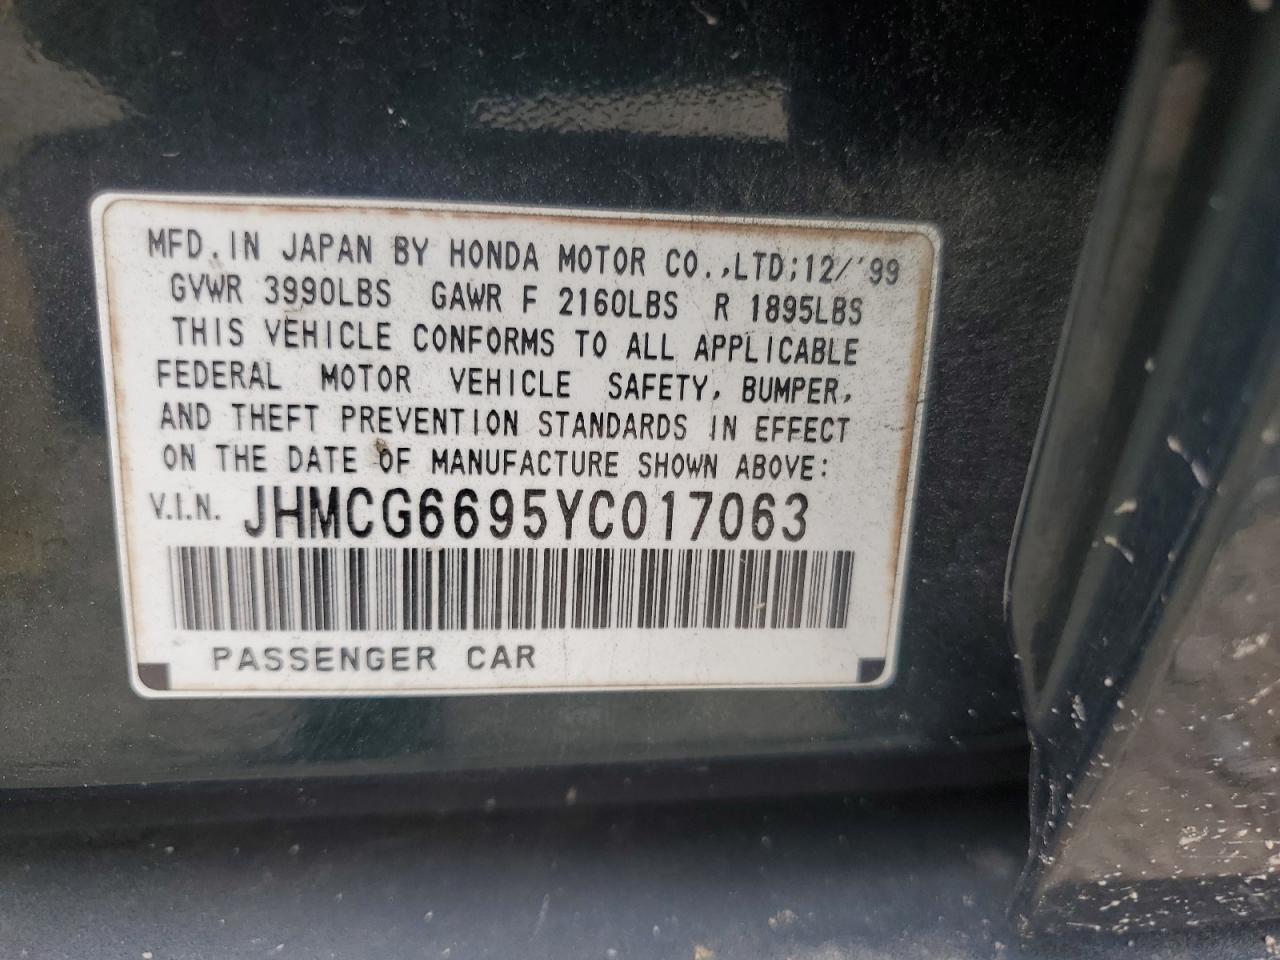 MFD.IN JAPAN BY HONDA MOTOR CO.,LTD;12/'99
GVWR 3990LBS GAWR F 2160LBS R 1895LBS
THIS VEHICLE CONFORMS TO ALL APPLICABLE
FEDERAL MOTOR VEHICLE SAFETY, BUMPER,
AND THEFT PREVENTION STANDARDS IN EFFECT
ON THE DATE OF MANUFACTURE SHOWN ABOVE:
V.I.N. JHMCG6695YC017063
PASSENGER CAR